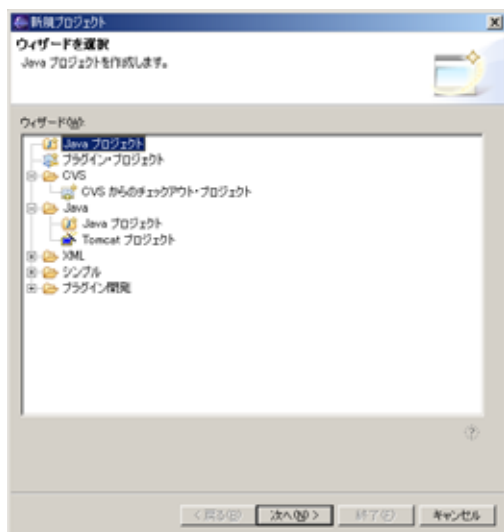 新規プロジェクト
ウィザードを選択
Java プロジェクトを作成します。
ウィザード(W):
Java プロジェクト
プラグイン・プロジェクト
CVS
CVS からのチェックアウト・プロジェクト
Java
Java プロジェクト
Tomcat プロジェクト
XML
シンプル
プラグイン開発
< 戻る(B)
次へ(N) >
終了(F)
キャンセル